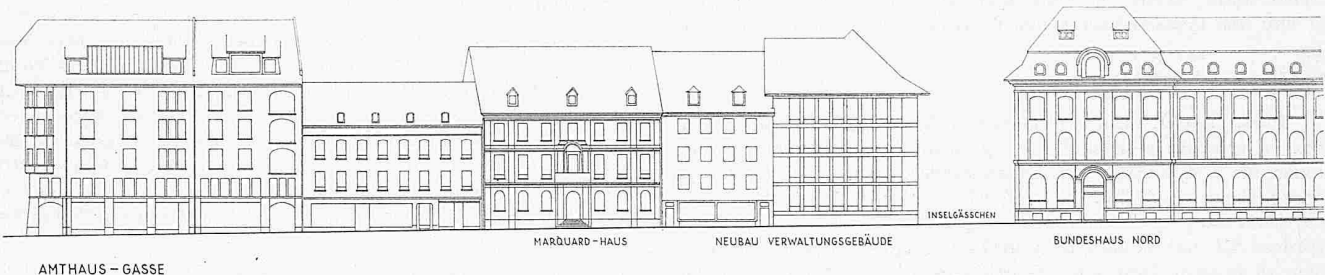 INSELGÄSSCHEN
MARQUARD-HAUS
NEUBAU VERWALTUNGSGEBÄUDE
BUNDESHAUS NORD
AMTHAUS-GASSE